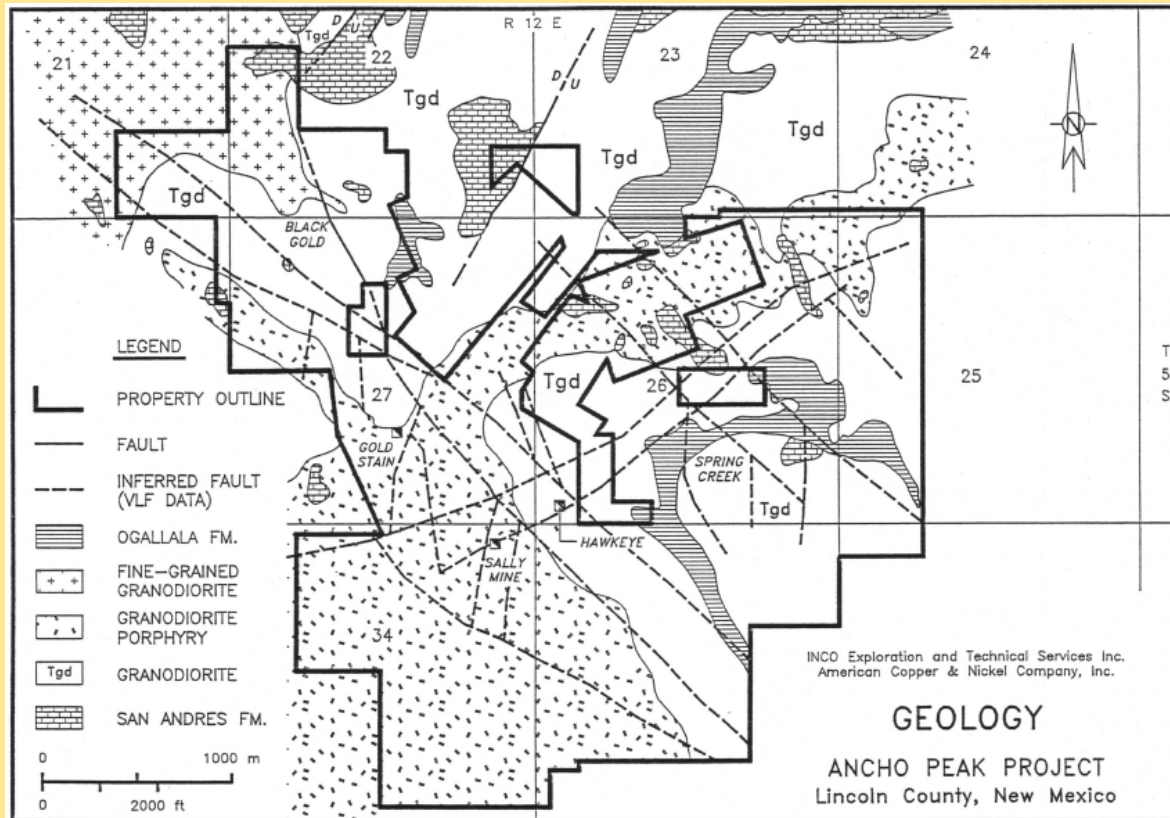 R 12 E
D
U
Tgd
21
22
D
U
23
24
Tgd
Tgd
Tgd
N
Tgd
BLACK
GOLD
LEGEND
PROPERTY OUTLINE
FAULT
INFERRED FAULT
(VLF DATA)
OGALLALA FM.
FINE-GRAINED
GRANODIORITE
GRANODIORITE
PORPHYRY
Tgd
GRANODIORITE
SAN ANDRES FM.
0
1000 m
0
2000 ft
27
GOLD
STAIN
Tgd
26
25
T
5
S
SPRING
CREEK
Tgd
HAWKEYE
SALLY
MINE
34
INCO Exploration and Technical Services Inc.
American Copper & Nickel Company, Inc.
GEOLOGY
ANCHO PEAK PROJECT
Lincoln County, New Mexico